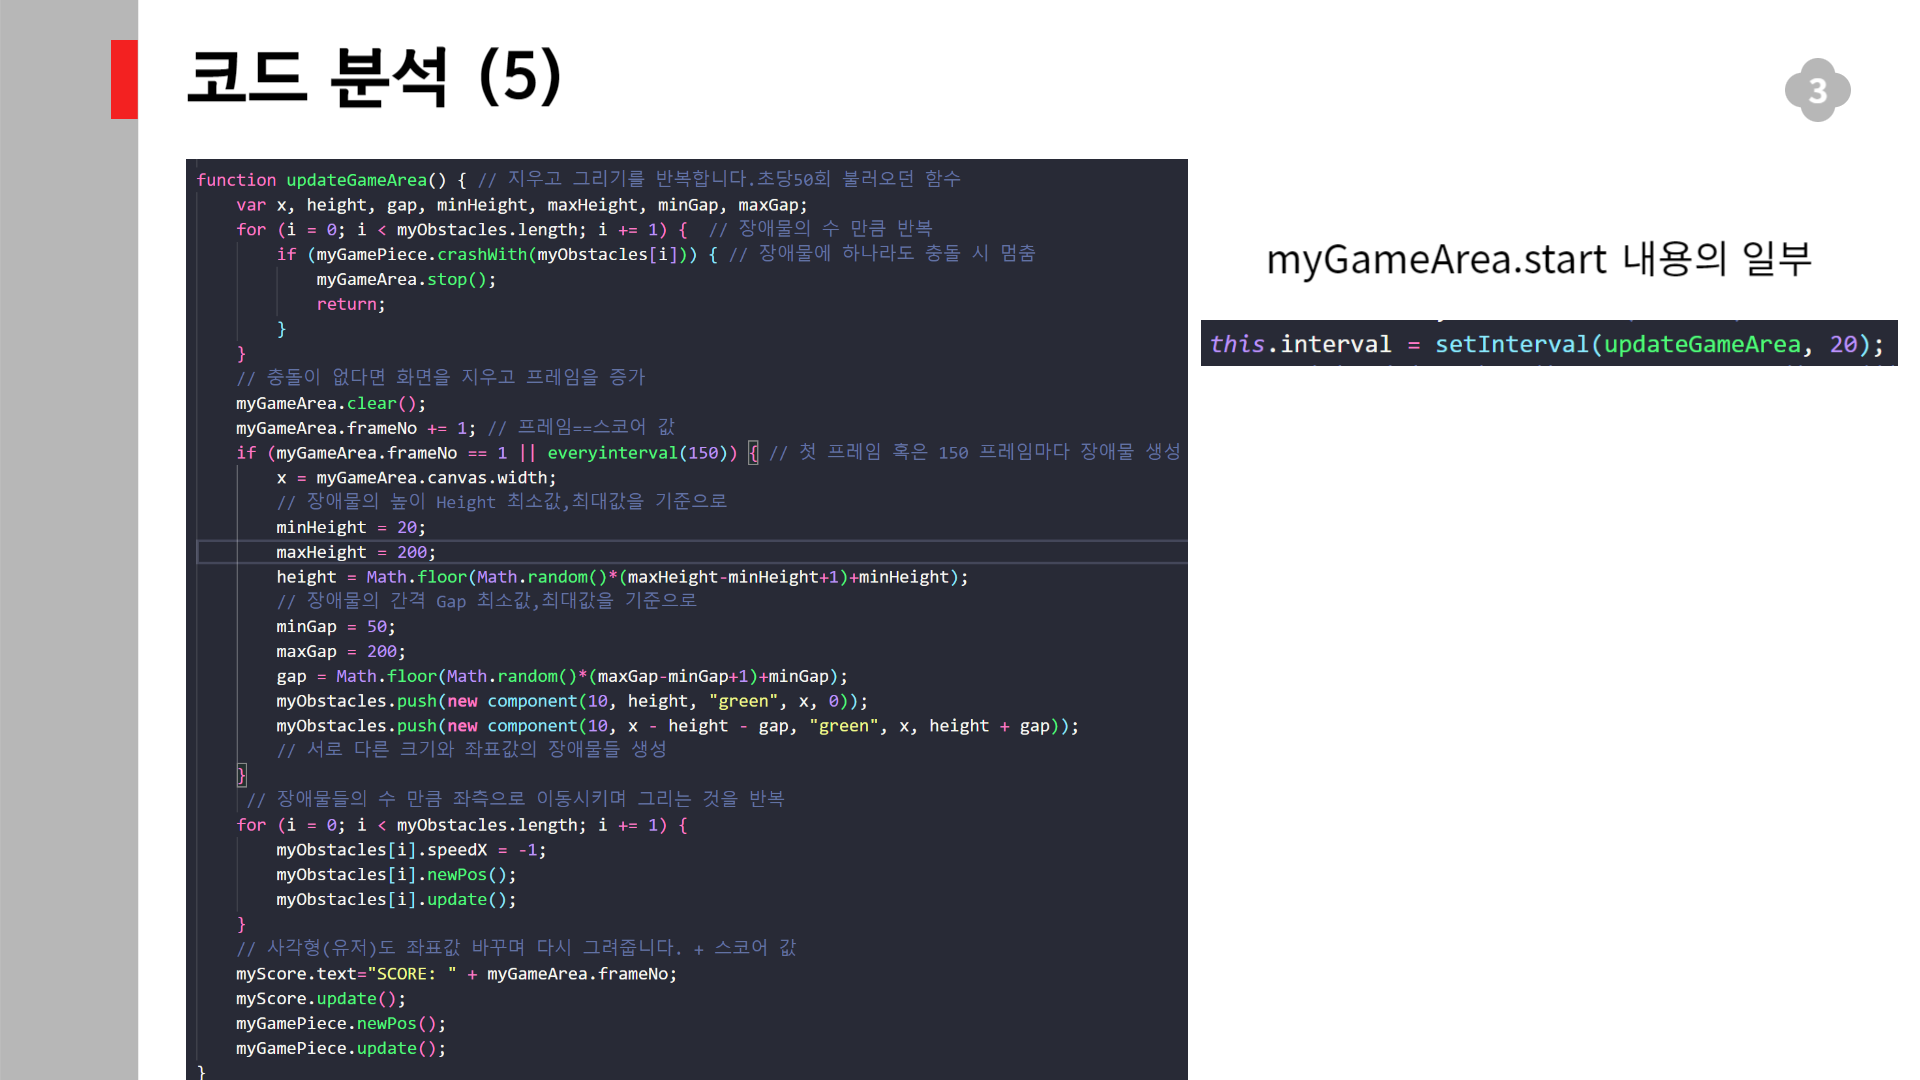 코드 분석 (5)
3
function updateGameArea() { // 지우고 그리기를 반복합니다.초당50회 불러오던 함수
var x, height, gap, minHeight, maxHeight, minGap, maxGap;
for (i = 0; i < myObstacles.length; i += 1) {  // 장애물의 수 만큼 반복
if (myGamePiece.crashWith(myObstacles[i])) { // 장애물에 하나라도 충돌 시 멈춤
myGameArea.stop();
return;
}
}
// 충돌이 없다면 화면을 지우고 프레임을 증가
myGameArea.clear();
myGameArea.frameNo += 1; // 프레임==스코어 값
if (myGameArea.frameNo == 1 || everyinterval(150)) { // 첫 프레임 혹은 150 프레임마다 장애물 생성
x = myGameArea.canvas.width;
// 장애물의 높이 Height 최소값,최대값을 기준으로
minHeight = 20;
maxHeight = 200;
height = Math.floor(Math.random()*(maxHeight-minHeight+1)+minHeight);
// 장애물의 간격 Gap 최소값,최대값을 기준으로
minGap = 50;
maxGap = 200;
gap = Math.floor(Math.random()*(maxGap-minGap+1)+minGap);
myObstacles.push(new component(10, height, "green", x, 0));
myObstacles.push(new component(10, x - height - gap, "green", x, height + gap));
// 서로 다른 크기와 좌표값의 장애물들 생성
}
// 장애물들의 수 만큼 좌측으로 이동시키며 그리는 것을 반복
for (i = 0; i < myObstacles.length; i += 1) {
myObstacles[i].speedX = -1;
myObstacles[i].newPos();
myObstacles[i].update();
}
// 사각형(유저)도 좌표값 바꾸며 다시 그려줍니다. + 스코어 값
myScore.text="SCORE: " + myGameArea.frameNo;
myScore.update();
myGamePiece.newPos();
myGamePiece.update();
}
myGameArea.start 내용의 일부
this.interval = setInterval(updateGameArea, 20);